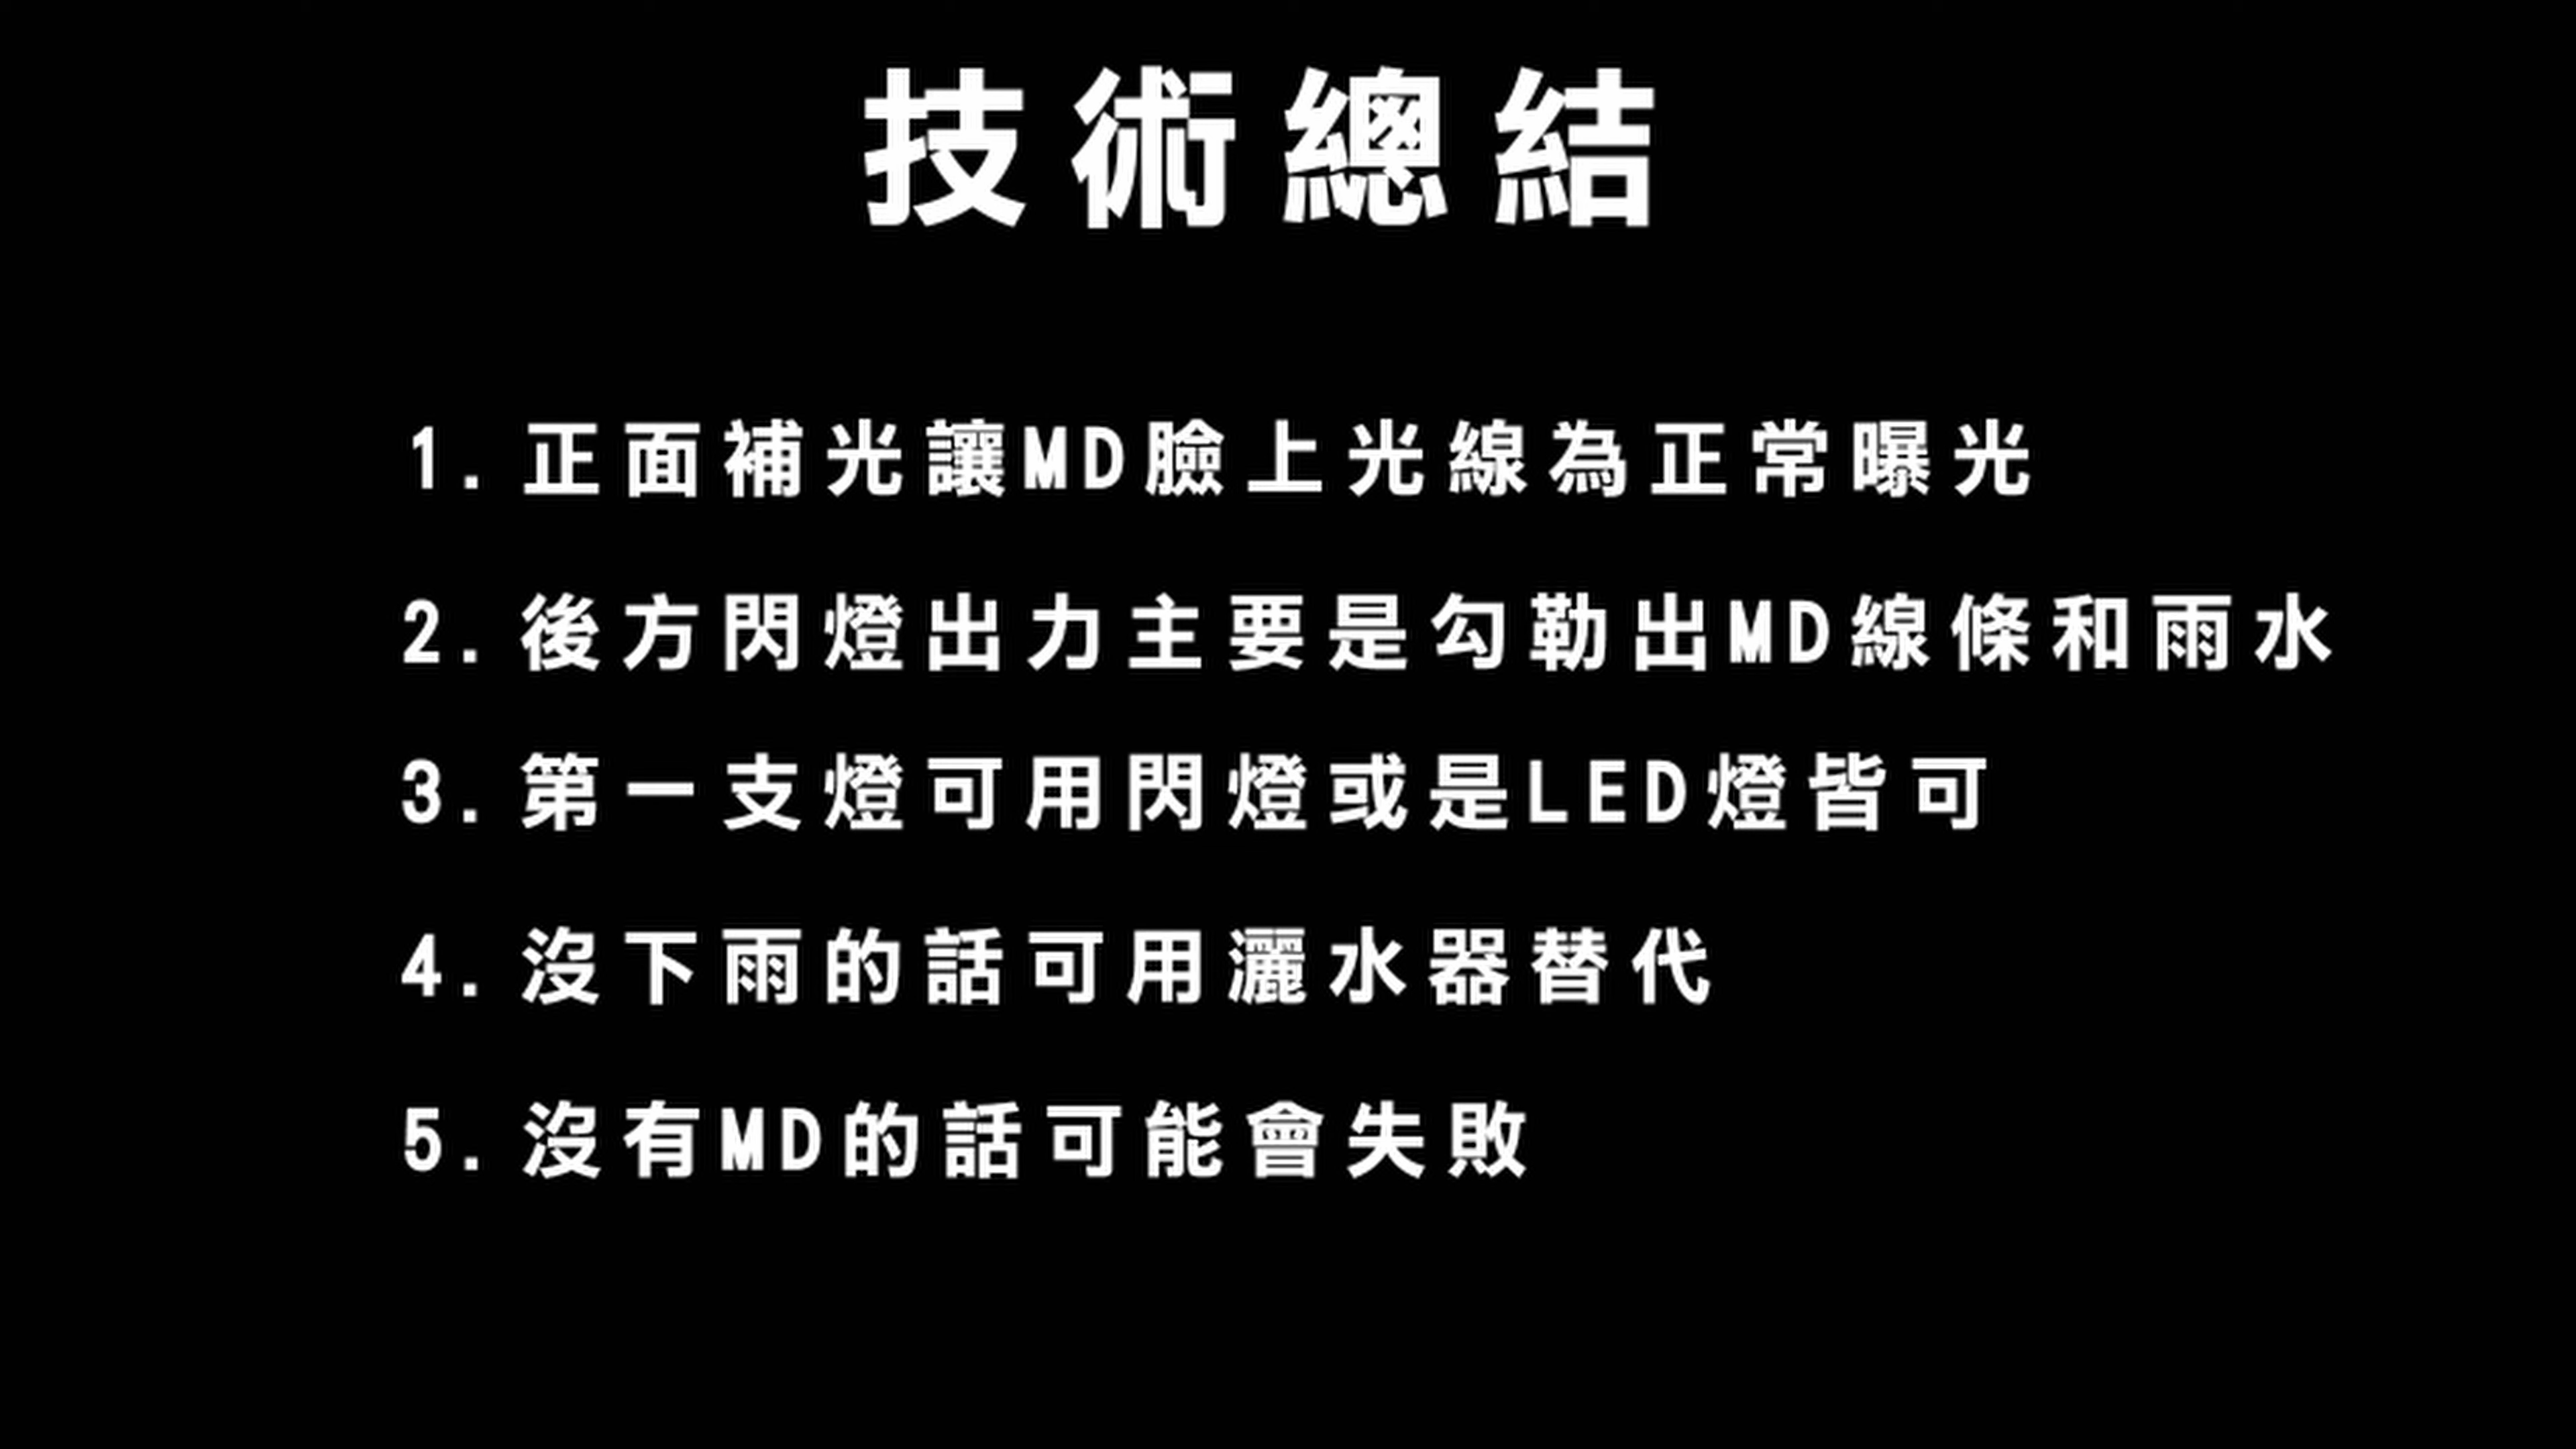 技術總結
1.正面補光讓MD臉上光線為正常曝光
2.後方閃燈出力主要是勾勒出MD線條和雨水
3.第一支燈可用閃燈或是LED燈皆可
4.沒下雨的話可用灑水器替代
5.沒有MD的話可能會失敗